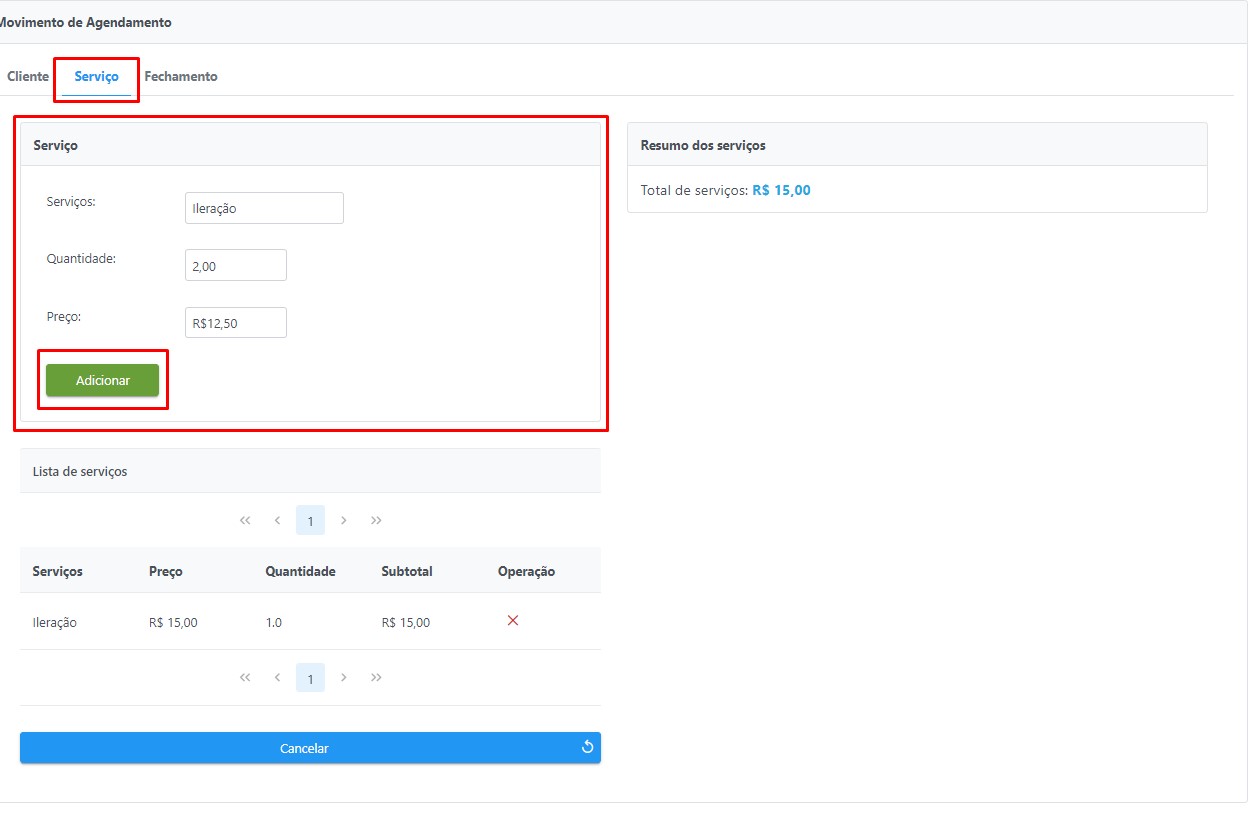 Movimento de Agendamento
Cliente Serviço Fechamento
Serviço
Serviços: Ileração
Quantidade: 2,00
Preço: R$12,50
Adicionar
Resumo dos serviços
Total de serviços: R$ 15,00
Lista de serviços
1
Serviços Preço Quantidade Subtotal Operação
Ileração R$ 15,00 1.0 R$ 15,00
1
Cancelar